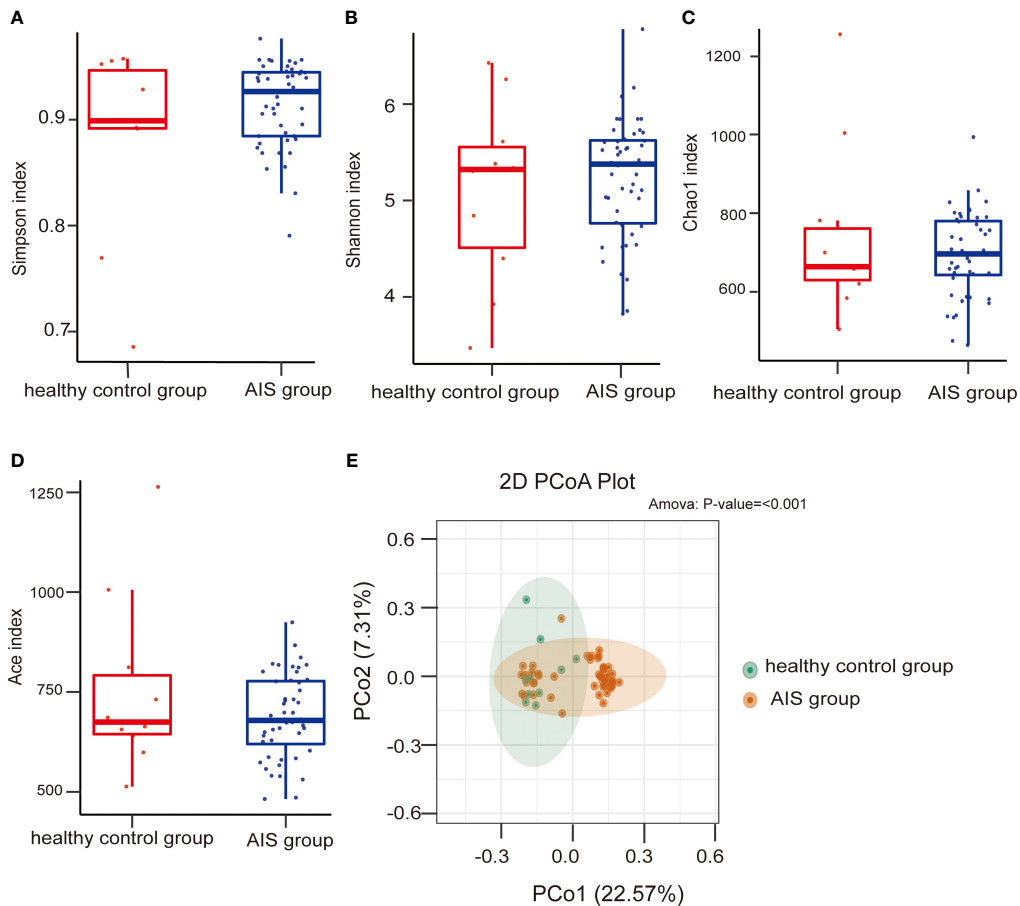 A
Simpson index
0.9
0.8
0.7
healthy control group
AIS group
B
Shannon index
6
5
4
healthy control group
AIS group
C
Chao1 index
1200
1000
800
600
healthy control group
AIS group
D
Ace index
1250
1000
750
500
healthy control group
AIS group
E
2D PCoA Plot
Amova: P-value=<0.001
PCo2 (7.31%)
0.6
0.3
0.0
-0.3
-0.6
-0.3 0.0 0.3 0.6
PCo1 (22.57%)
healthy control group
AIS group